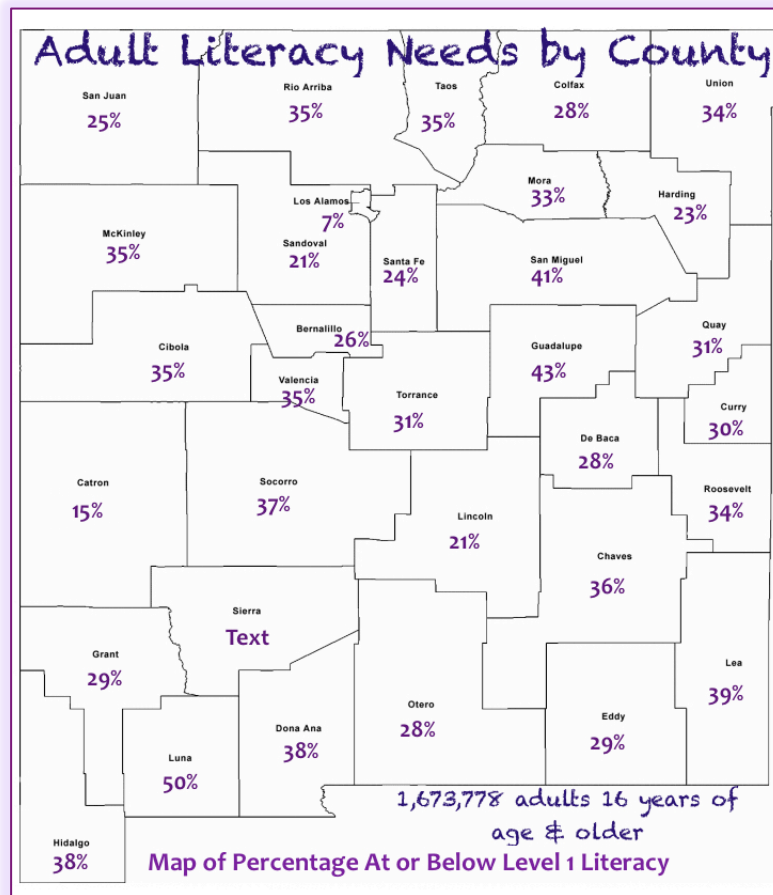 Adult Literacy Needs by County
San Juan
25%
Rio Arriba
35%
Taos
35%
Colfax
28%
Union
34%
Mora
33%
Harding
23%
Los Alamos
7%
McKinley
35%
Sandoval
21%
Santa Fe
24%
San Miguel
41%
Quay
31%
Bernalillo
26%
Cibola
35%
Guadalupe
43%
Valencia
35%
Torrance
31%
Curry
30%
De Baca
28%
Catron
15%
Socorro
37%
Roosevelt
34%
Lincoln
21%
Chaves
36%
Sierra
Text
Grant
29%
Lea
39%
Otero
28%
Eddy
29%
Dona Ana
38%
Luna
50%
Hidalgo
38%
1,673,778 adults 16 years of
age & older
Map of Percentage At or Below Level 1 Literacy